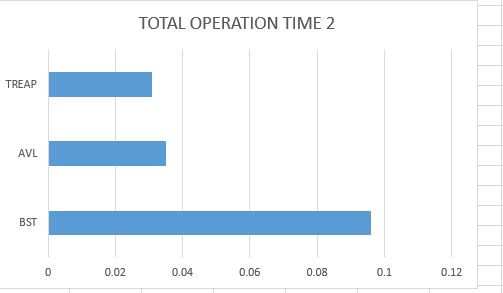 TOTAL OPERATION TIME 2
TREAP
AVL
BST
0 0.02 0.04 0.06 0.08 0.1 0.12